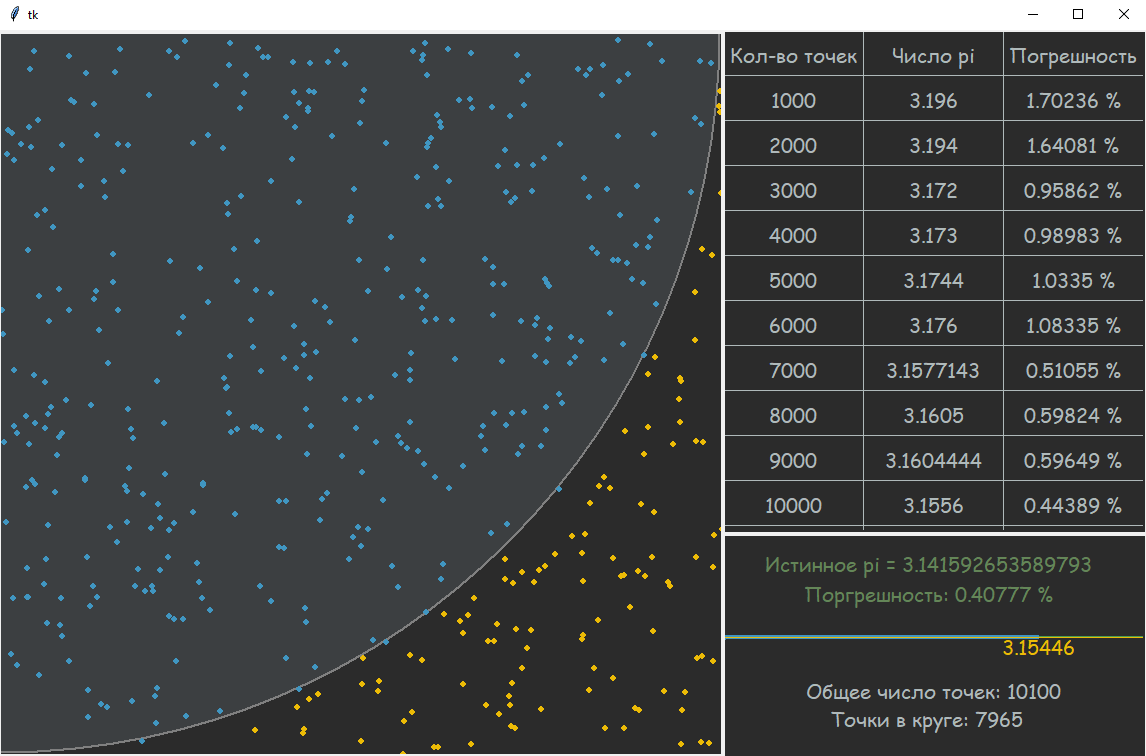 tk
Кол-во точек Число pi Погрешность
1000 3.196 1.70236 %
2000 3.194 1.64081 %
3000 3.172 0.95862 %
4000 3.173 0.98983 %
5000 3.1744 1.0335 %
6000 3.176 1.08335 %
7000 3.1577143 0.51055 %
8000 3.1605 0.59824 %
9000 3.1604444 0.59649 %
10000 3.1556 0.44389 %
Истинное pi = 3.141592653589793
Поргрешность: 0.40777 %
3.15446
Общее число точек: 10100
Точки в круге: 7965